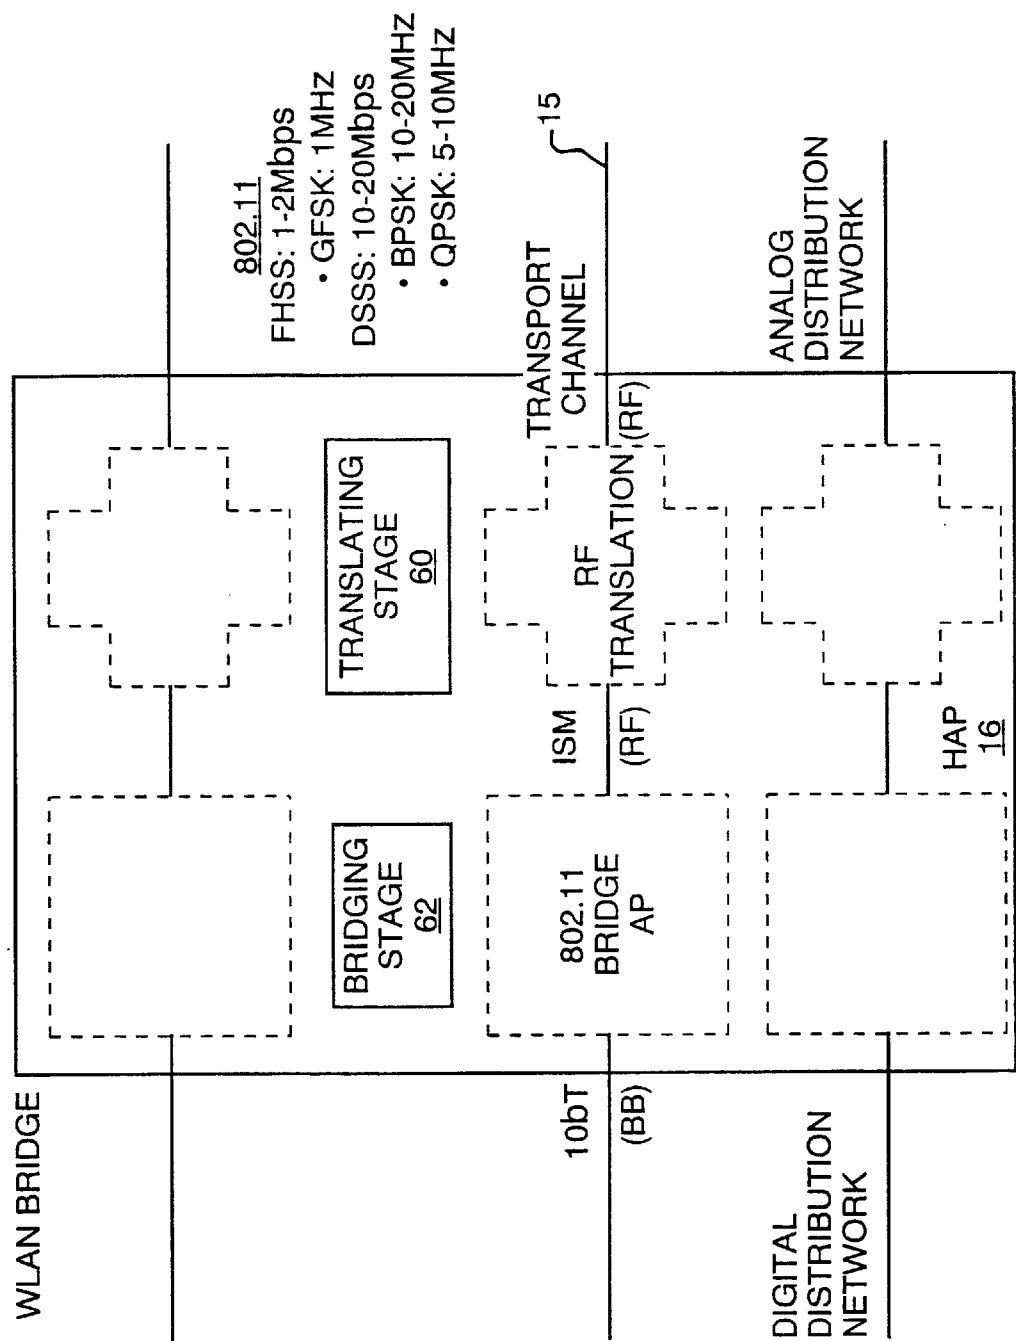 WLAN BRIDGE
802.11
FHSS: 1-2Mbps
• GFSK: 1MHz
DSSS: 10-20Mbps
• BPSK: 10-20MHz
• QPSK: 5-10MHz
BRIDGING
STAGE
62
TRANSLATING
STAGE
60
10bT
(BB)
802.11
BRIDGE
AP
ISM
(RF)
RF
TRANSLATION
(RF)
TRANSPORT
CHANNEL
15
DIGITAL
DISTRIBUTION
NETWORK
HAP
16
ANALOG
DISTRIBUTION
NETWORK